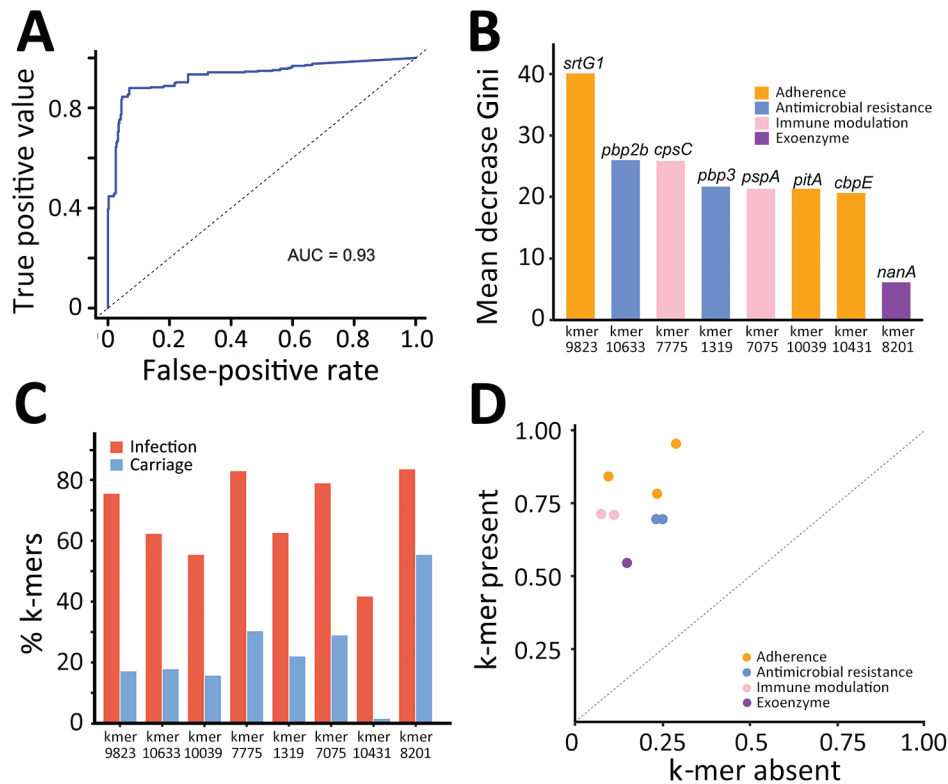 A
True positive value
0.8
0.4
0
0 0.2 0.4 0.6 0.8 1.0
False-positive rate
AUC = 0.93
B
Mean decrease Gini
40
30
20
10
0
srtG1
pbp2b cpsC
pbp3 pspA pitA cbpE
nanA
Adherence
Antimicrobial resistance
Immune modulation
Exoenzyme
kmer kmer kmer kmer kmer kmer kmer kmer
9823 10633 7775 1319 7075 10039 10431 8201
C
% k-mers
80
60
40
20
0
Infection
Carriage
kmer kmer kmer kmer kmer kmer kmer kmer
9823 10633 10039 7775 1319 7075 10431 8201
D
k-mer present
1.00
0.75
0.50
0.25
Adherence
Antimicrobial resistance
Immune modulation
Exoenzyme
0 0.25 0.50 0.75 1.00
k-mer absent